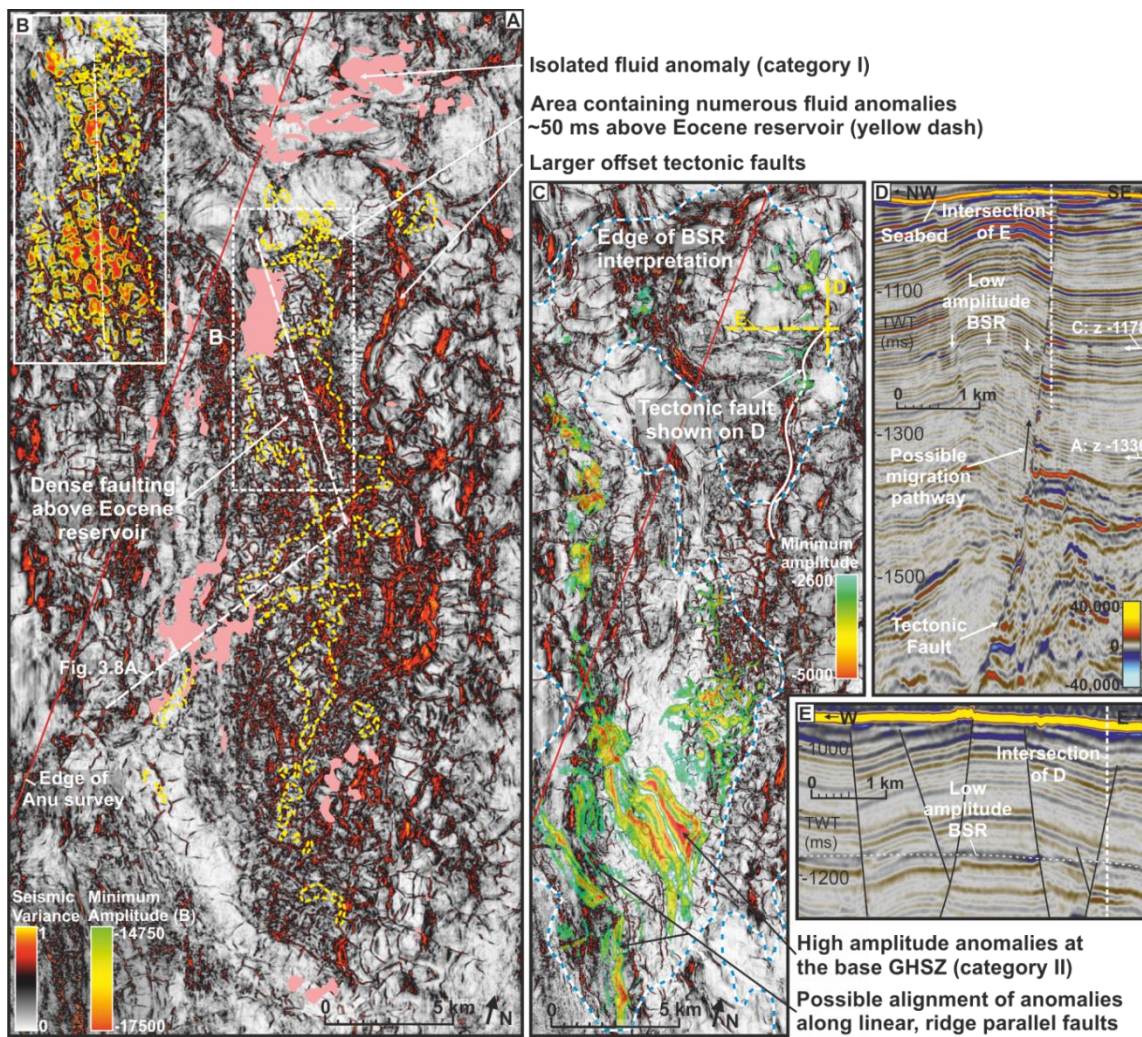 B
A
Isolated fluid anomaly (category I)
Area containing numerous fluid anomalies
~50 ms above Eocene reservoir (yellow dash)
Larger offset tectonic faults
B
Dense faulting
above Eocene
reservoir
Fig. 3.8A
Edge of
Anu survey
Seismic
Variance
1
0
Minimum
Amplitude (B)
-14750
-17500
0
5 km
N
C
Edge of BSR
interpretation
D
E
Tectonic fault
shown on D
Minimum
amplitude
-2600
-5000
0
5 km
N
D
NW
SE
Seabed
Intersection
of E
-1100
TWT
(ms)
Low
amplitude
BSR
C: z -117
0
1 km
-1300
A: z -133
Possible
migration
pathway
-1500
Tectonic
Fault
40,000
0
-40,000
E
W
E
-1000
0
1 km
Intersection
of D
Low
amplitude
BSR
TWT
(ms)
-1200
High amplitude anomalies at
the base GHSZ (category II)
Possible alignment of anomalies
along linear, ridge parallel faults